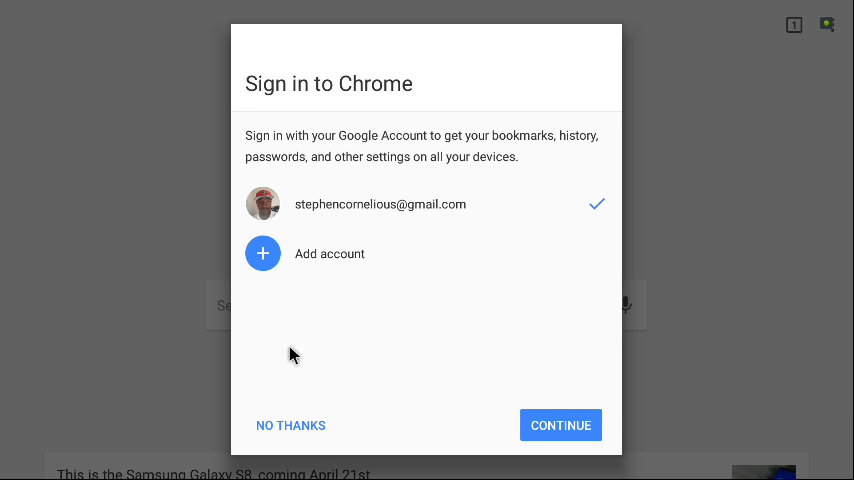 1
Sign in to Chrome
Sign in with your Google Account to get your bookmarks, history,
passwords, and other settings on all your devices.
stephencornelious@gmail.com
Add account
Se
NO THANKS
CONTINUE
This is the Samsung Galaxy S8, coming April 21st